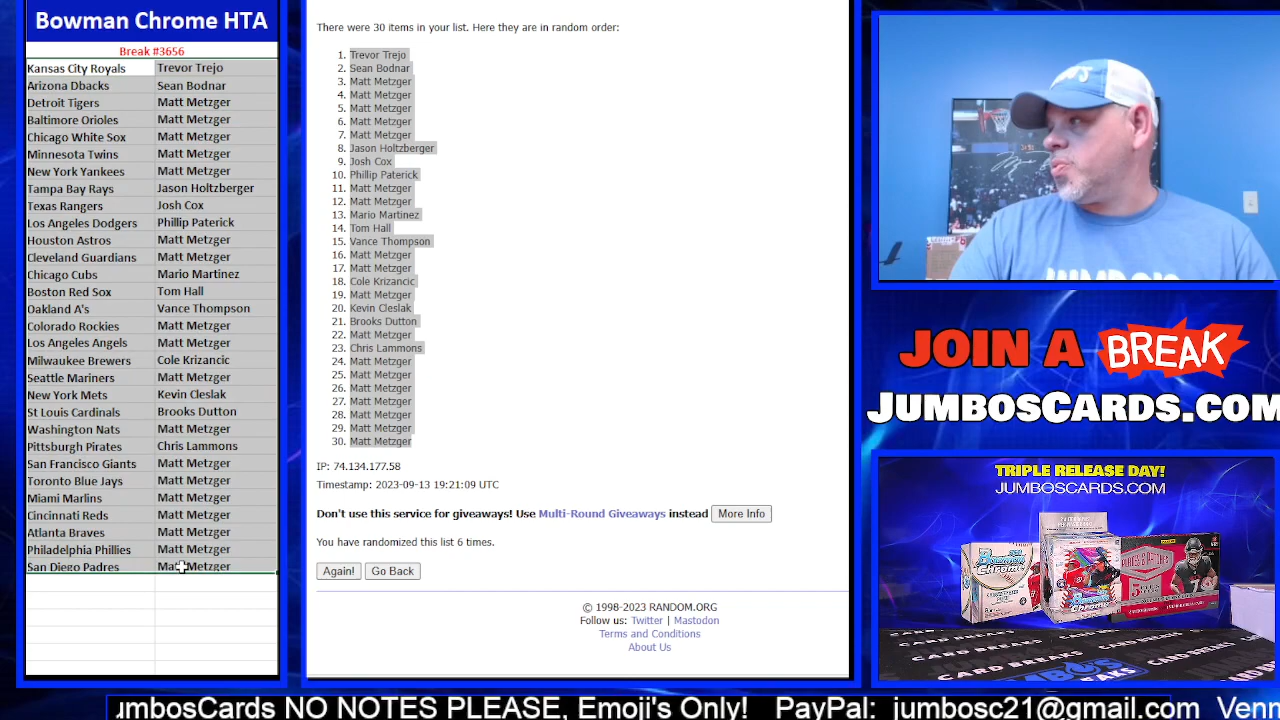 Bowman Chrome HTA
Break #3656
Kansas City Royals Trevor Trejo
Arizona Dbacks Sean Bodnar
Detroit Tigers Matt Metzger
Baltimore Orioles Matt Metzger
Chicago White Sox Matt Metzger
Minnesota Twins Matt Metzger
New York Yankees Matt Metzger
Tampa Bay Rays Jason Holtzberger
Texas Rangers Josh Cox
Los Angeles Dodgers Phillip Paterick
Houston Astros Matt Metzger
Cleveland Guardians Matt Metzger
Chicago Cubs Mario Martinez
Boston Red Sox Tom Hall
Oakland A's Vance Thompson
Colorado Rockies Matt Metzger
Los Angeles Angels Matt Metzger
Milwaukee Brewers Cole Krizancic
Seattle Mariners Matt Metzger
New York Mets Kevin Cleslak
St Louis Cardinals Brooks Dutton
Washington Nats Matt Metzger
Pittsburgh Pirates Chris Lammons
San Francisco Giants Matt Metzger
Toronto Blue Jays Matt Metzger
Miami Marlins Matt Metzger
Cincinnati Reds Matt Metzger
Atlanta Braves Matt Metzger
Philadelphia Phillies Matt Metzger
San Diego Padres Matt Metzger
There were 30 items in your list. Here they are in random order:
1. Trevor Trejo
2. Sean Bodnar
3. Matt Metzger
4. Matt Metzger
5. Matt Metzger
6. Matt Metzger
7. Matt Metzger
8. Jason Holtzberger
9. Josh Cox
10. Phillip Paterick
11. Matt Metzger
12. Matt Metzger
13. Mario Martinez
14. Tom Hall
15. Vance Thompson
16. Matt Metzger
17. Matt Metzger
18. Cole Krizancic
19. Matt Metzger
20. Kevin Cleslak
21. Brooks Dutton
22. Matt Metzger
23. Chris Lammons
24. Matt Metzger
25. Matt Metzger
26. Matt Metzger
27. Matt Metzger
28. Matt Metzger
29. Matt Metzger
30. Matt Metzger
IP: 74.134.177.58
Timestamp: 2023-09-13 19:21:09 UTC
Don't use this service for giveaways! Use Multi-Round Giveaways instead More Info
You have randomized this list 6 times.
Again! Go Back
© 1998-2023 RANDOM.ORG
Follow us: Twitter | Mastodon
Terms and Conditions
About Us
JOIN A BREAK
JUMBOSCARDS.COM
TRIPLE RELEASE DAY!
JUMBOSCARDS.COM
umbosCards NO NOTES PLEASE, Emoji's Only! PayPal: jumbosc21@gmail.com Venn